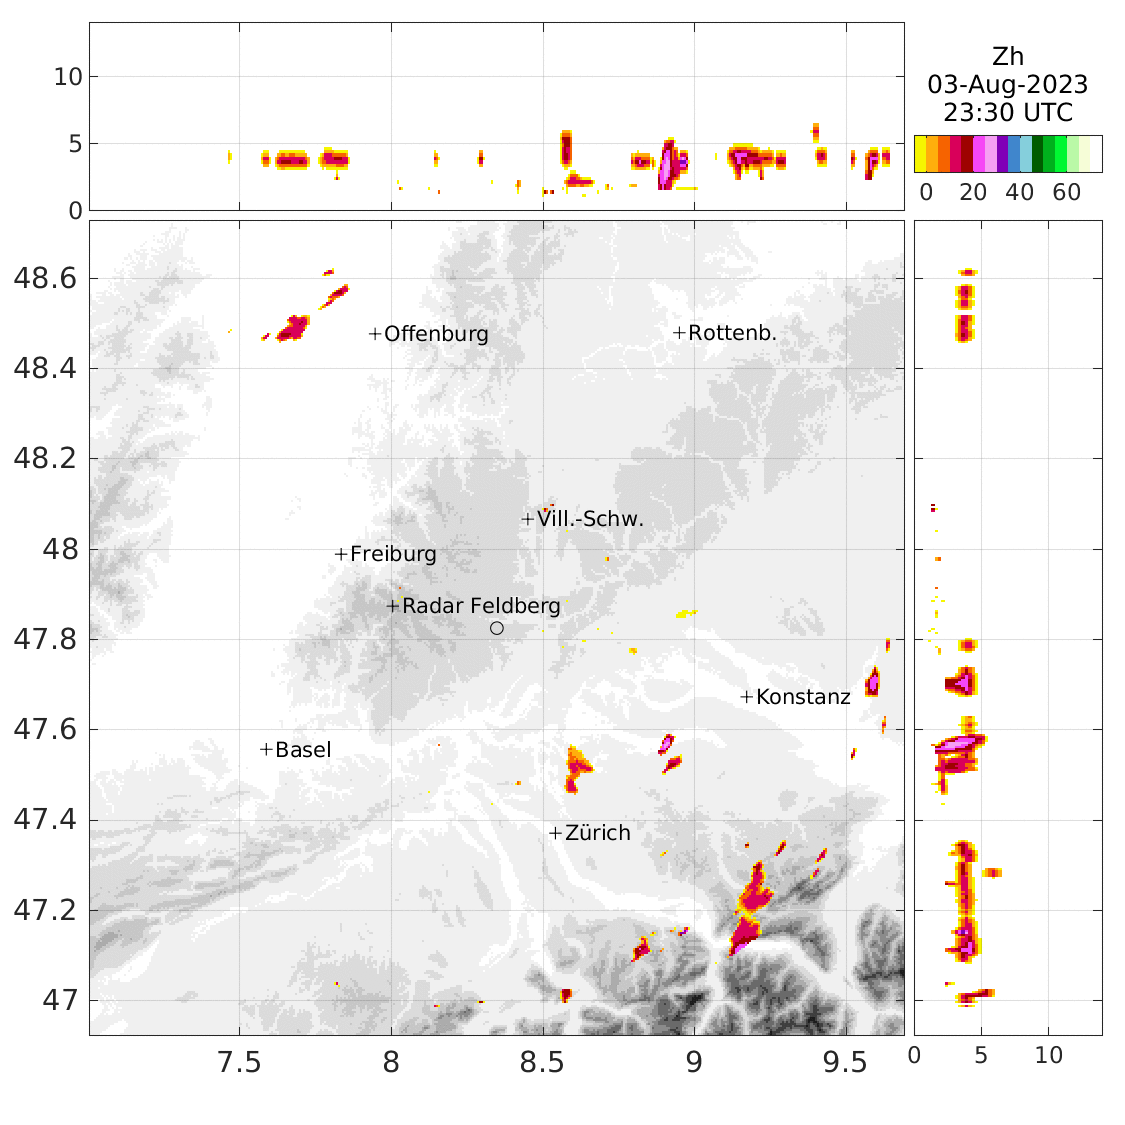 Zh
03-Aug-2023
23:30 UTC
0 20 40 60
10
5
0
48.6
48.4
48.2
48
47.8
47.6
47.4
47.2
47
+Offenburg
+Rottenb.
+Vill.-Schw.
+Freiburg
+Radar Feldberg
+Konstanz
+Basel
+Zürich
7.5 8 8.5 9 9.5
0 5 10